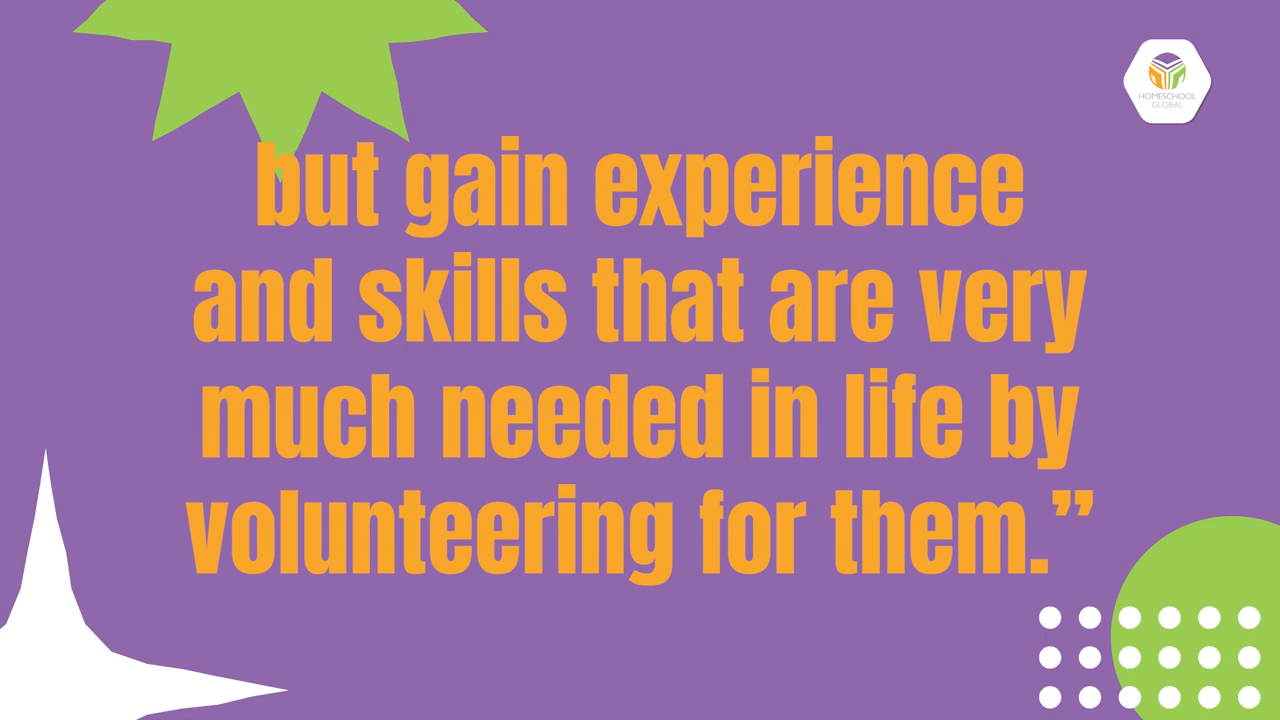 HOMESCHOOL
GLOBAL
but gain experience
and skills that are very
much needed in life by
volunteering for them.”